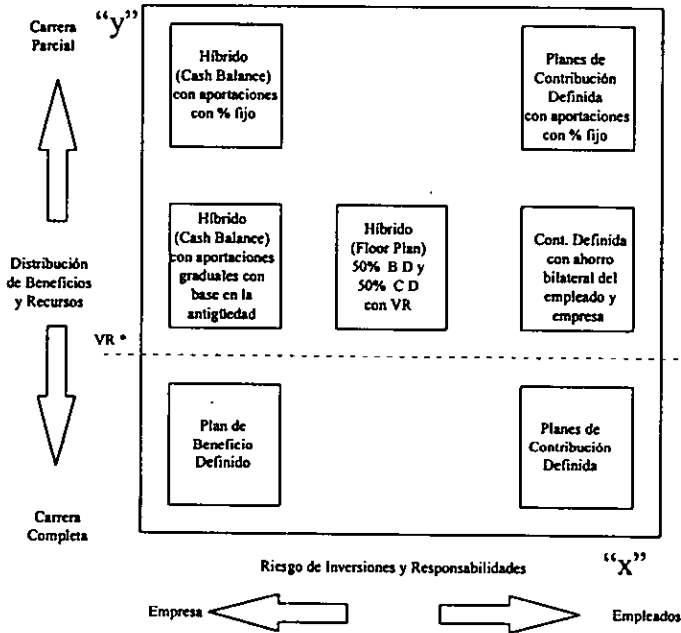 Carrera
Parcial
“y”
Híbrido
(Cash Balance)
con aportaciones
con % fijo
Planes de
Contribución
Definida
con aportaciones
con % fijo
Distribución
de Beneficios
y Recursos
Híbrido
(Cash Balance)
con aportaciones
graduales con
base en la
antigüedad
Híbrido
(Floor Plan)
50% B D y
50% C D
con VR
Cont. Definida
con ahorro
bilateral del
empleado y
empresa
VR *
Plan de
Beneficio
Definido
Planes de
Contribución
Definida
Carrera
Completa
Riesgo de Inversiones y Responsabilidades
“x”
Empresa
Empleados